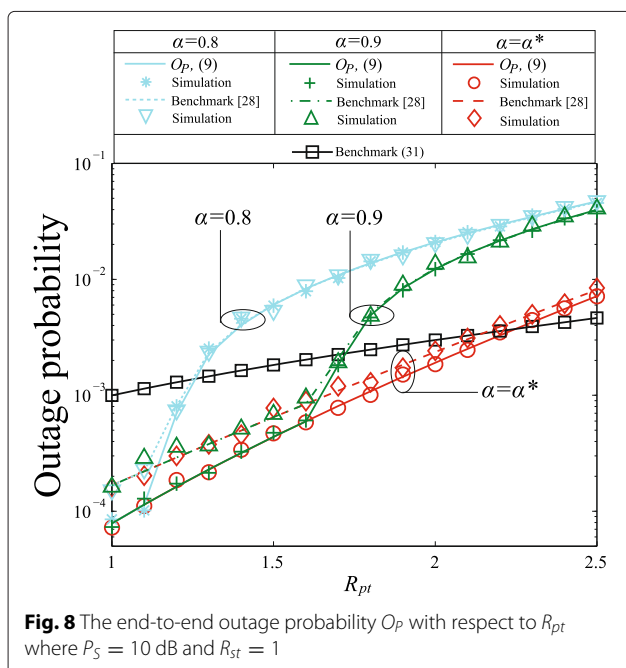 α=0.8 α=0.9 α=α*
O_P, (9) O_P, (9) O_P, (9)
Simulation Simulation Simulation
Benchmark [28] Benchmark [28] Benchmark [28]
Simulation Simulation Simulation
Benchmark (31)
10^-1
α=0.8 α=0.9
10^-2
Outage probability
10^-3
α=α*
10^-4
1 1.5 2 2.5
R_pt
Fig. 8 The end-to-end outage probability O_P with respect to R_pt
where P_S = 10 dB and R_st = 1